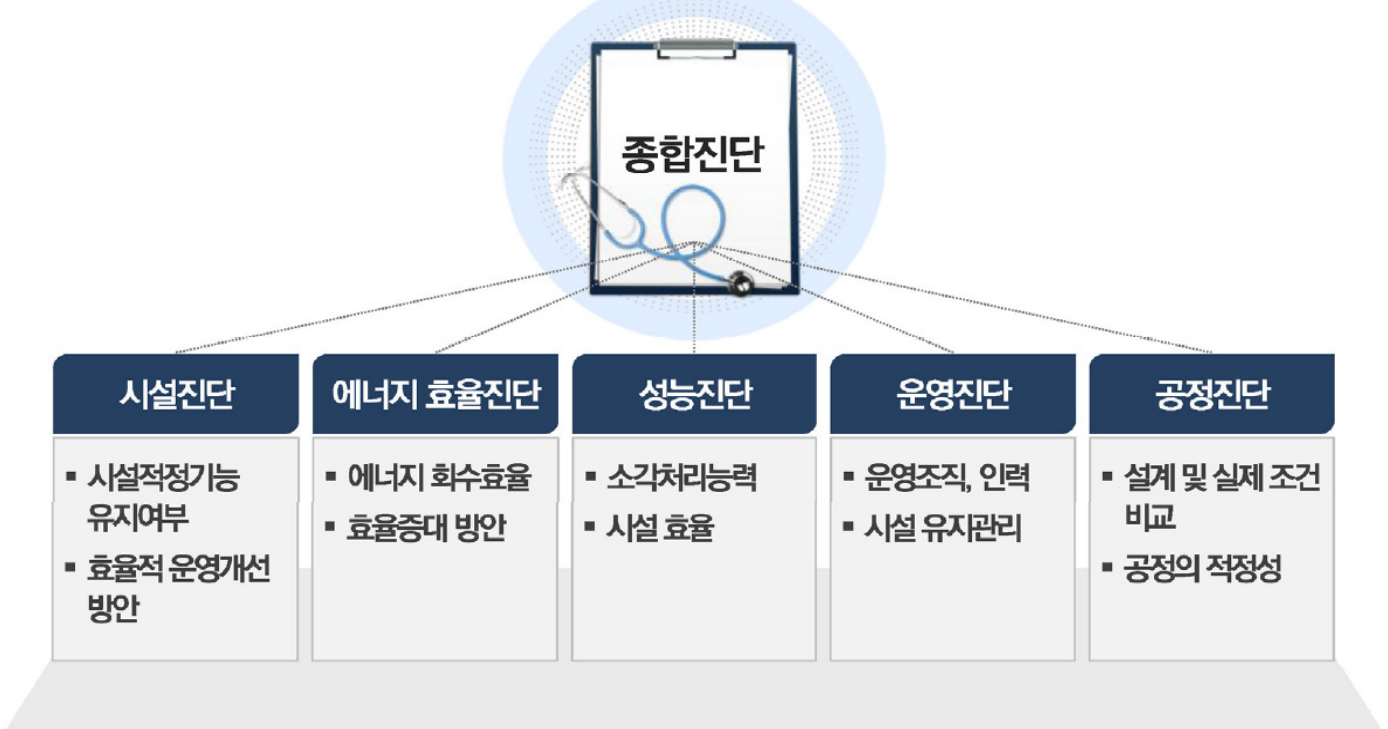 종합진단
시설진단
▪ 시설적정기능
유지여부
▪ 효율적 운영개선
방안
에너지 효율진단
▪ 에너지 회수효율
▪ 효율증대 방안
성능진단
▪ 소각처리능력
▪ 시설 효율
운영진단
▪ 운영조직, 인력
▪ 시설 유지관리
공정진단
▪ 설계 및 실제 조건
비교
▪ 공정의 적정성